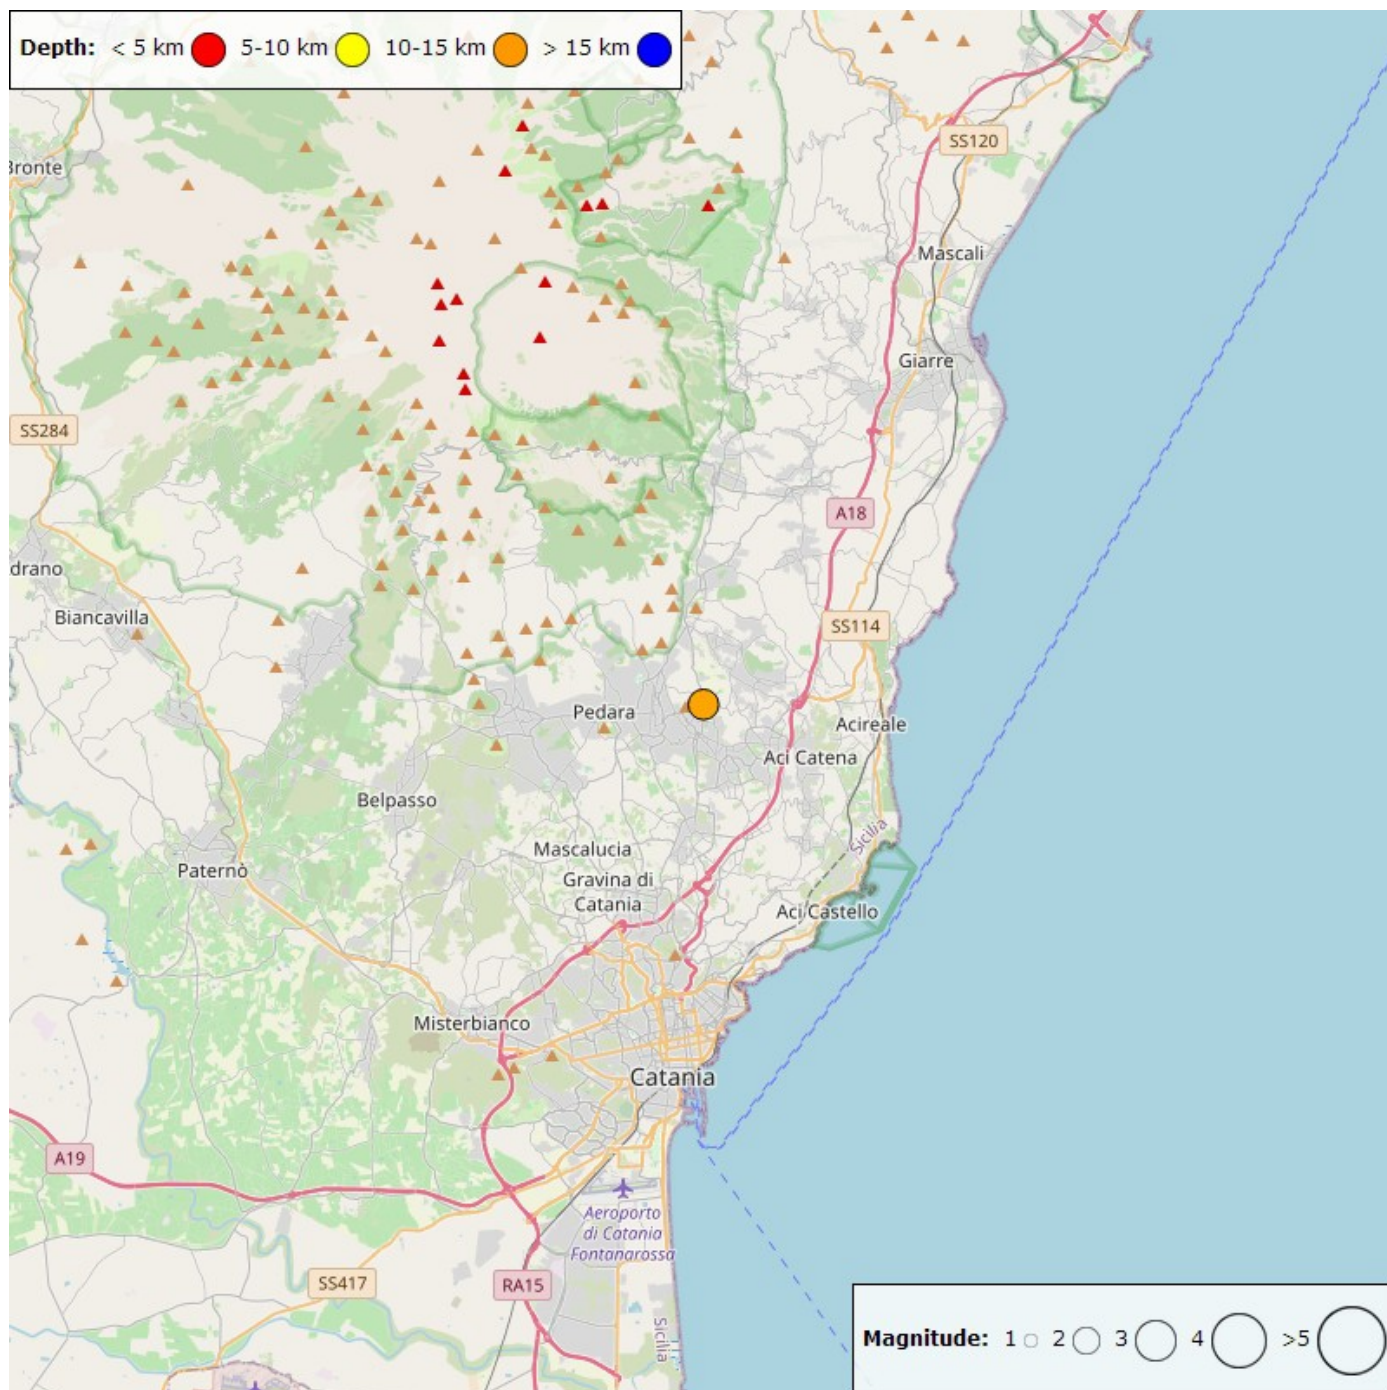 Depth: < 5 km 5-10 km 10-15 km > 15 km
SS120
Bronte
Mascali
Giarre
SS284
A18
drano
Biancavilla
SS114
Pedara
Acireale
Aci Catena
Belpasso
Sicilia
Mascalucia
Paternò
Gravina di
Catania
Aci Castello
Misterbianco
Catania
A19
Aeroporto
di Catania
Fontanarossa
SS417
RA15
Sicilia
Magnitude: 1 2 3 4 >5